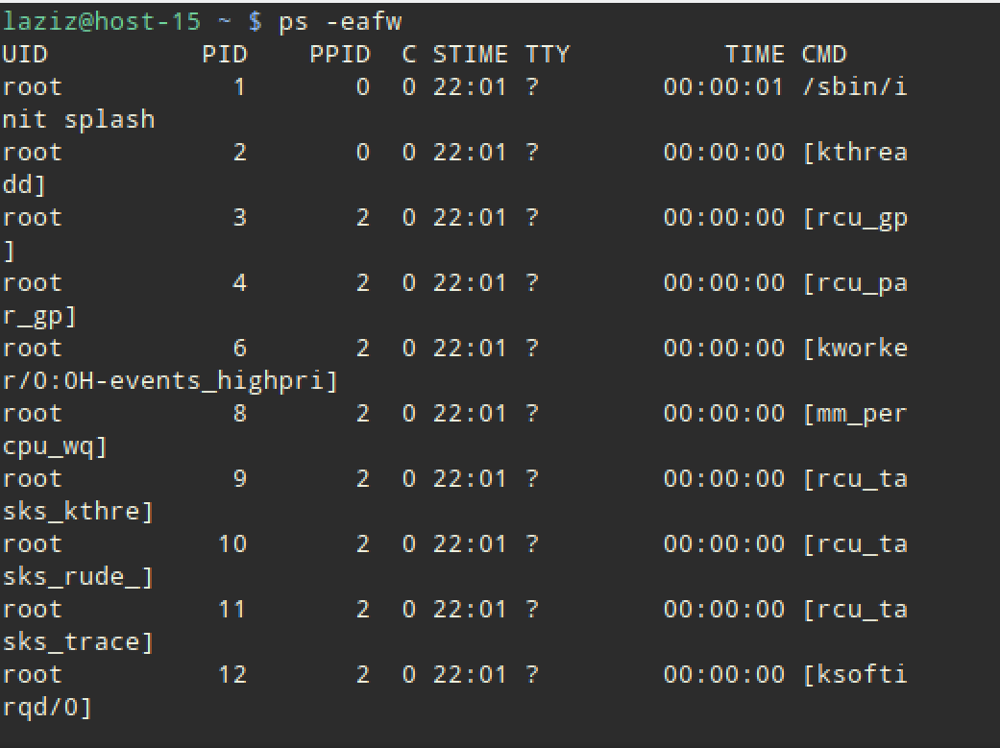 laziz@host-15 ~ $ ps -eafw
UID          PID    PPID  C STIME TTY          TIME CMD
root           1       0  0 22:01 ?        00:00:01 /sbin/i
nit splash
root           2       0  0 22:01 ?        00:00:00 [kthrea
dd]
root           3       2  0 22:01 ?        00:00:00 [rcu_gp
]
root           4       2  0 22:01 ?        00:00:00 [rcu_pa
r_gp]
root           6       2  0 22:01 ?        00:00:00 [kworke
r/0:0H-events_highpri]
root           8       2  0 22:01 ?        00:00:00 [mm_per
cpu_wq]
root           9       2  0 22:01 ?        00:00:00 [rcu_ta
sks_kthre]
root          10       2  0 22:01 ?        00:00:00 [rcu_ta
sks_rude_]
root          11       2  0 22:01 ?        00:00:00 [rcu_ta
sks_trace]
root          12       2  0 22:01 ?        00:00:00 [ksofti
rqd/0]